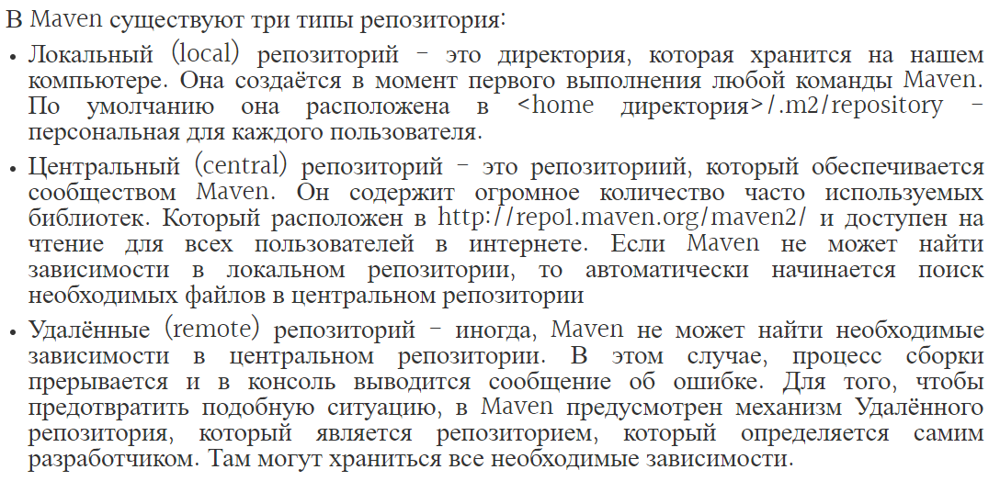 В Maven существуют три типы репозитория:
• Локальный (local) репозиторий – это директория, которая хранится на нашем
компьютере. Она создаётся в момент первого выполнения любой команды Maven.
По умолчанию она расположена в <home директория>/.m2/repository –
персональная для каждого пользователя.
• Центральный (central) репозиторий – это репозиториий, который обеспечивается
сообществом Maven. Он содержит огромное количество часто используемых
библиотек. Который расположен в http://repo1.maven.org/maven2/ и доступен на
чтение для всех пользователей в интернете. Если Maven не может найти
зависимости в локальном репозитории, то автоматически начинается поиск
необходимых файлов в центральном репозитории
• Удалённые (remote) репозиторий – иногда, Maven не может найти необходимые
зависимости в центральном репозитории. В этом случае, процесс сборки
прерывается и в консоль выводится сообщение об ошибке. Для того, чтобы
предотвратить подобную ситуацию, в Maven предусмотрен механизм Удалённого
репозитория, который является репозиторием, который определяется самим
разработчиком. Там могут храниться все необходимые зависимости.